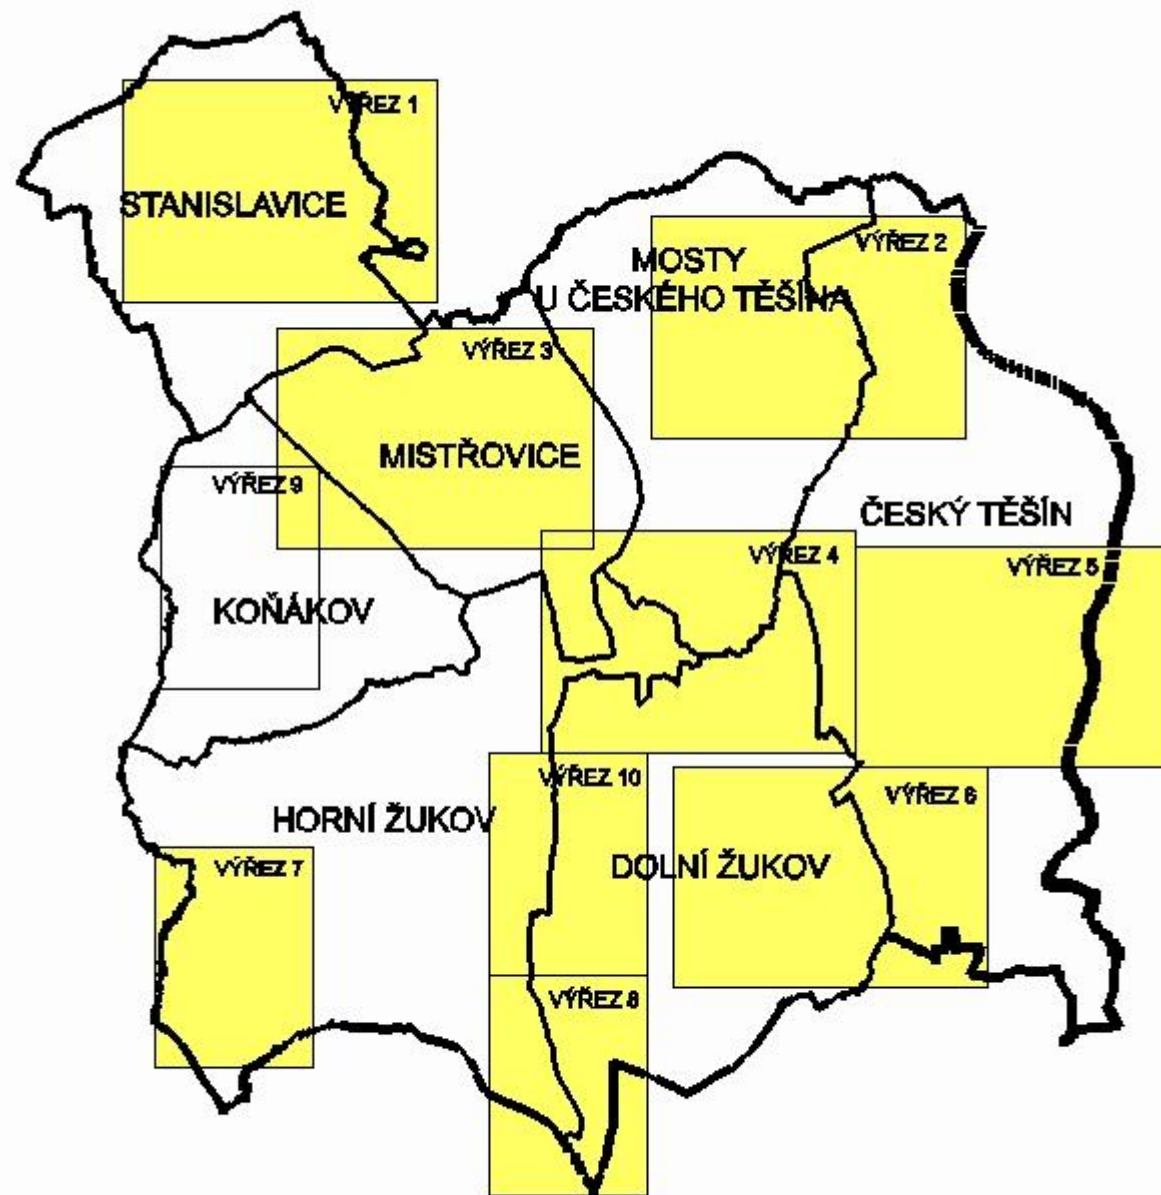 VÝŘEZ 1
STANISLAVICE
VÝŘEZ 2
MOSTY
U ČESKÉHO TĚŠÍNA
VÝŘEZ 3
MISTŘOVICE
VÝŘEZ 9
ČESKÝ TĚŠÍN
VÝŘEZ 4
VÝŘEZ 5
KOŇÁKOV
VÝŘEZ 10
VÝŘEZ 6
HORNÍ ŽUKOV
DOLNÍ ŽUKOV
VÝŘEZ 7
VÝŘEZ 8